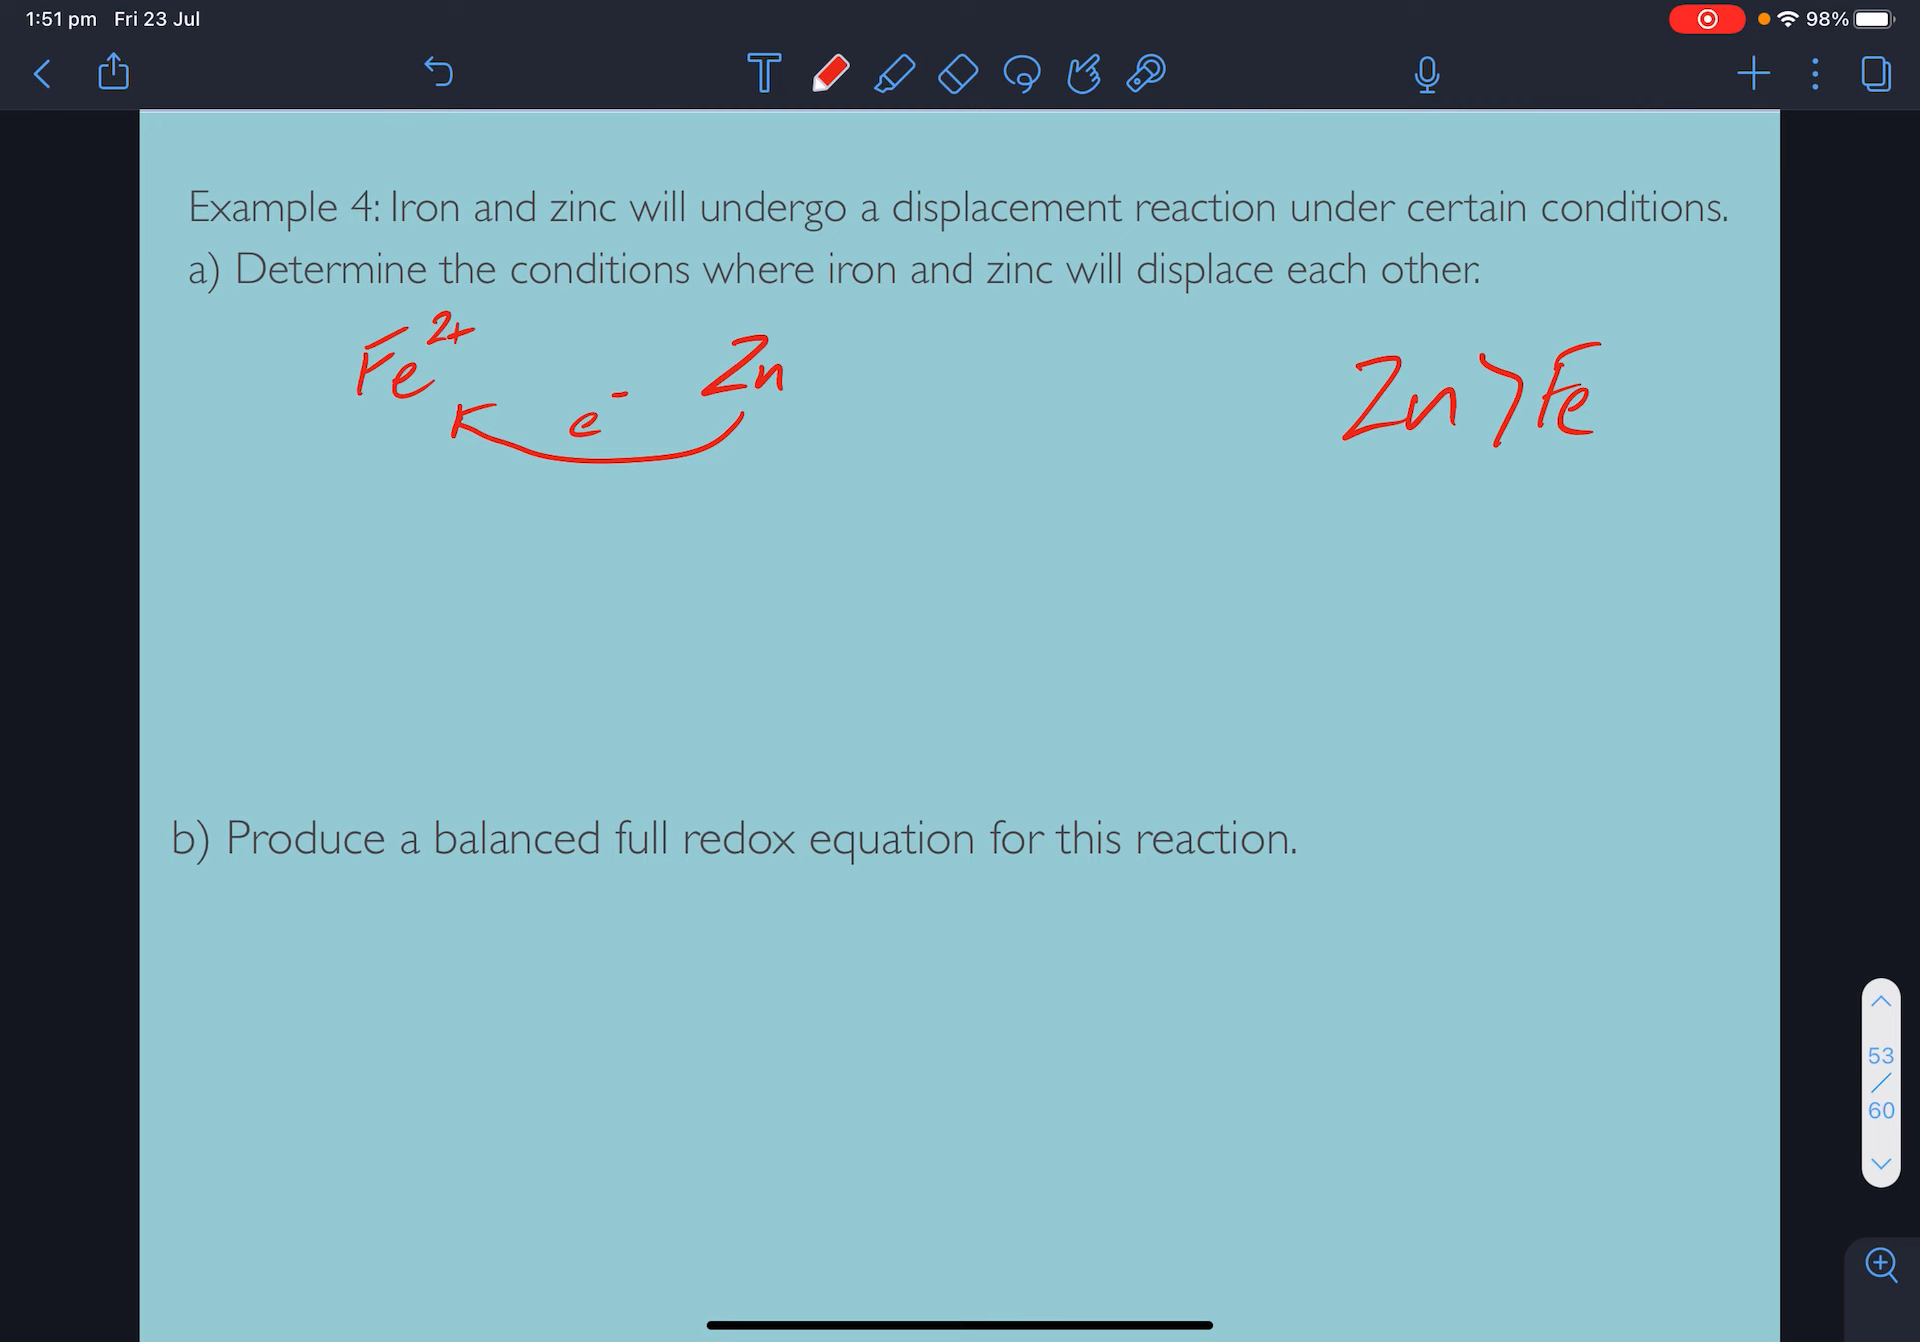 1:51 pm Fri 23 Jul
98%
T
Example 4: Iron and zinc will undergo a displacement reaction under certain conditions.
a) Determine the conditions where iron and zinc will displace each other.
Fe²⁺ Zn
e⁻
Zn > Fe
b) Produce a balanced full redox equation for this reaction.
53
/
60